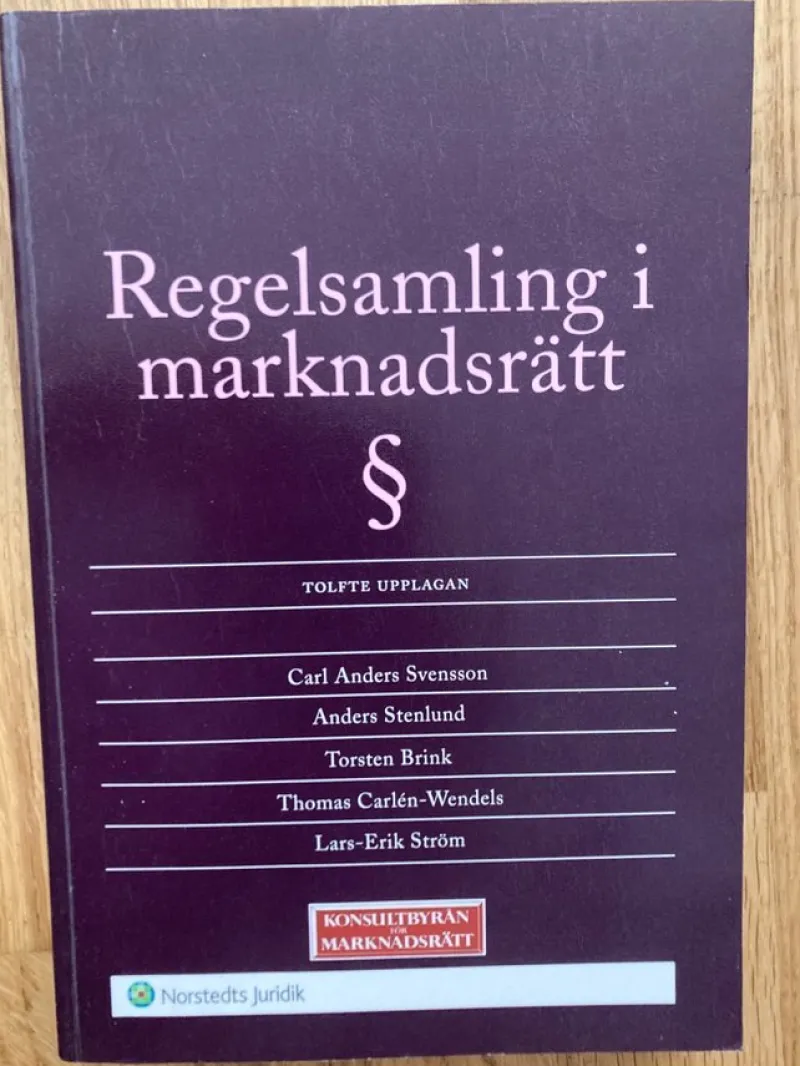 Regelsamling i
marknadsrätt
§
TOLFTE UPPLAGAN
Carl Anders Svensson
Anders Stenlund
Torsten Brink
Thomas Carlén-Wendels
Lars-Erik Ström
KONSULTBYRÅN
FÖR
MARKNADSRÄTT
Norstedts Juridik